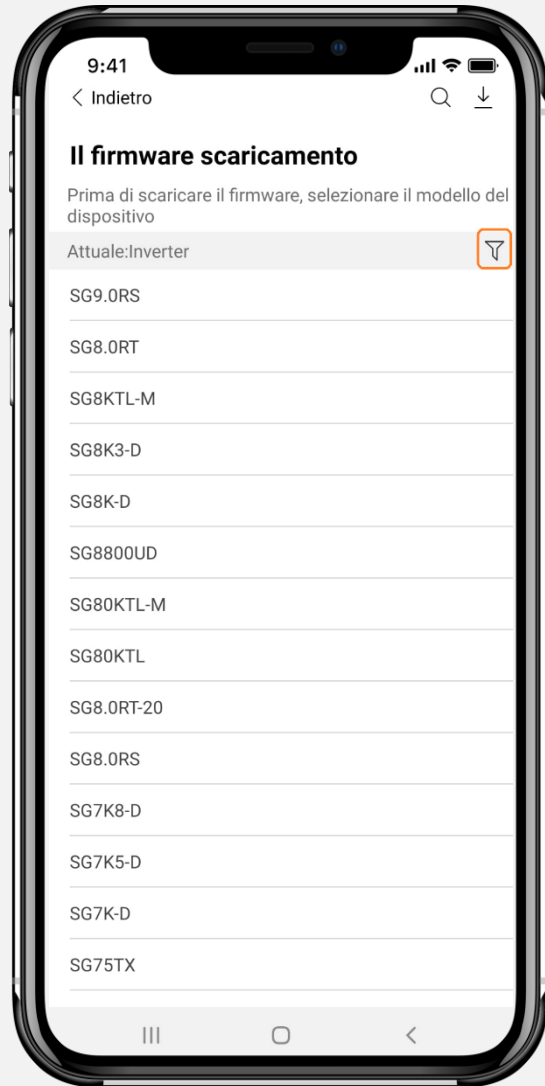 9:41
Indietro
Il firmware scaricamento
Prima di scaricare il firmware, selezionare il modello del
dispositivo
Attuale:Inverter
SG9.0RS
SG8.0RT
SG8KTL-M
SG8K3-D
SG8K-D
SG8800UD
SG80KTL-M
SG80KTL
SG8.0RT-20
SG8.0RS
SG7K8-D
SG7K5-D
SG7K-D
SG75TX